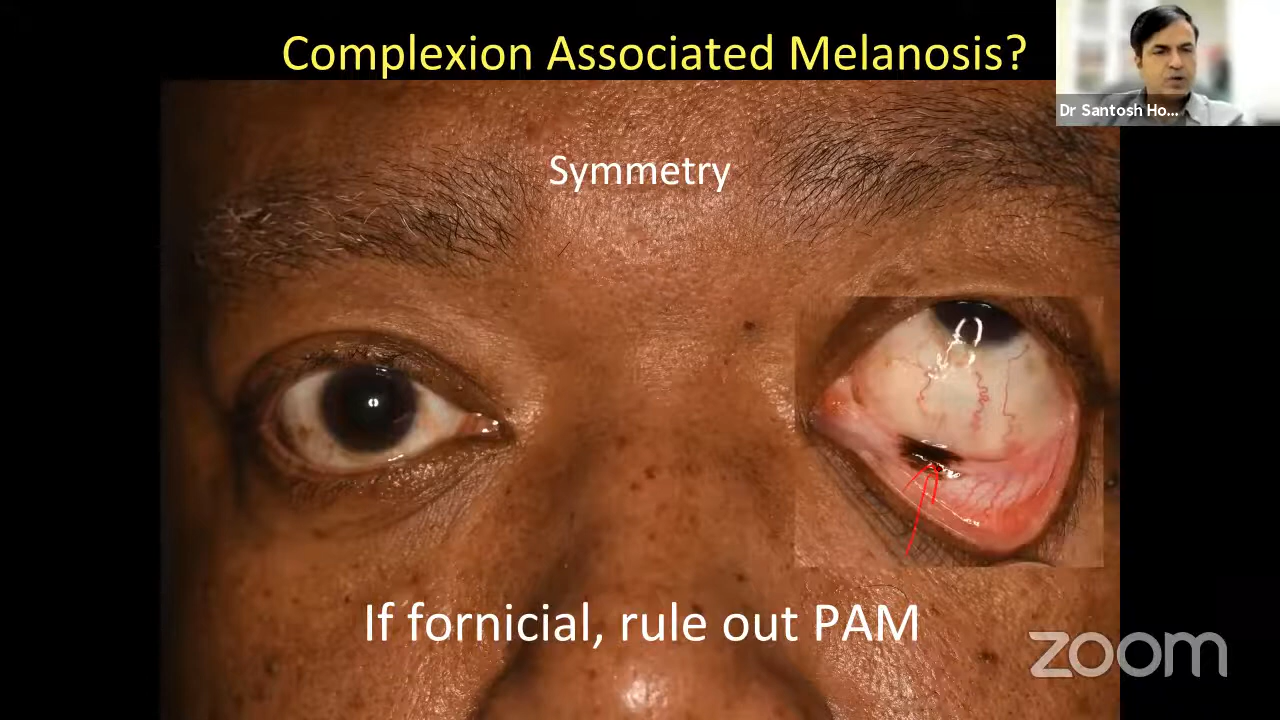 Complexion Associated Melanosis?
Dr Santosh Ho...
Symmetry
If fornicial, rule out PAM
zoom